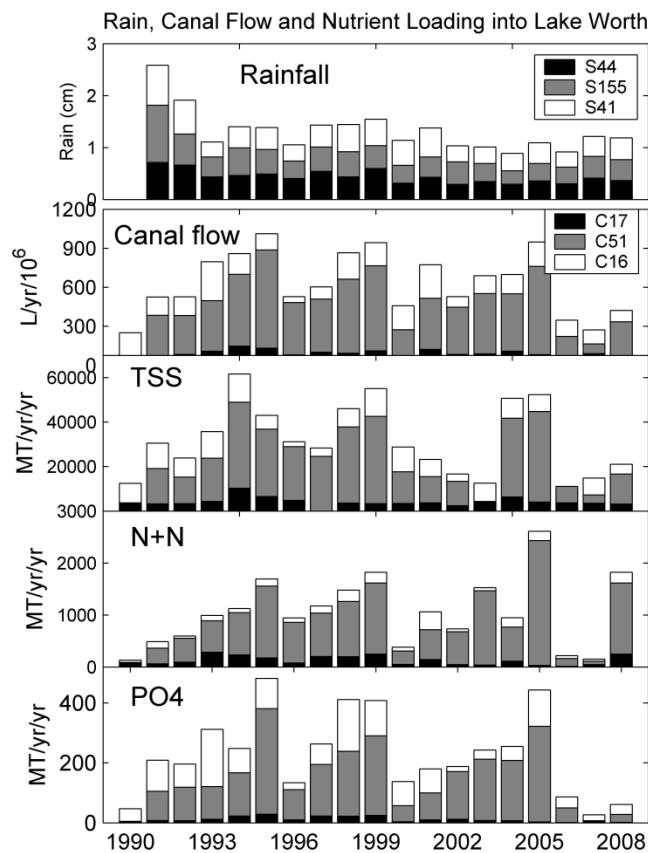 Rain, Canal Flow and Nutrient Loading into Lake Worth
3
2
1
0
Rain (cm)
Rainfall
S44
S155
S41
1200
900
600
300
0
L/yr/10⁶
Canal flow
C17
C51
C16
60000
40000
20000
MT/yr/yr
TSS
3000
2000
1000
0
MT/yr/yr
N+N
400
200
0
MT/yr/yr
PO4
1990 1993 1996 1999 2002 2005 2008